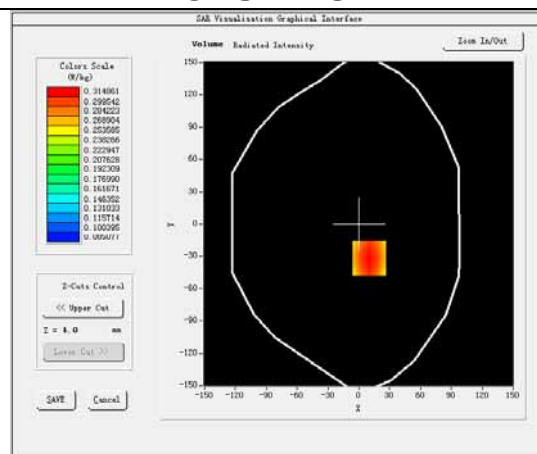 SAR Visualisation Graphical Interface
Volume Radiated Intensity
Zoom In/Out
Colors Scale
(W/kg)
0.314861
0.299542
0.284223
0.268904
0.253585
0.238266
0.222947
0.207628
0.192309
0.176990
0.161671
0.146352
0.131033
0.115714
0.100395
0.085077
150
120
90
60
30
0
-30
-60
-90
-120
-150
Y
-150 -120 -90 -60 -30 0 30 60 90 120 150
X
Z-Cuts Control
<< Upper Cut
Z = 4.0 mm
Lower Cut >>
SAVE
Cancel